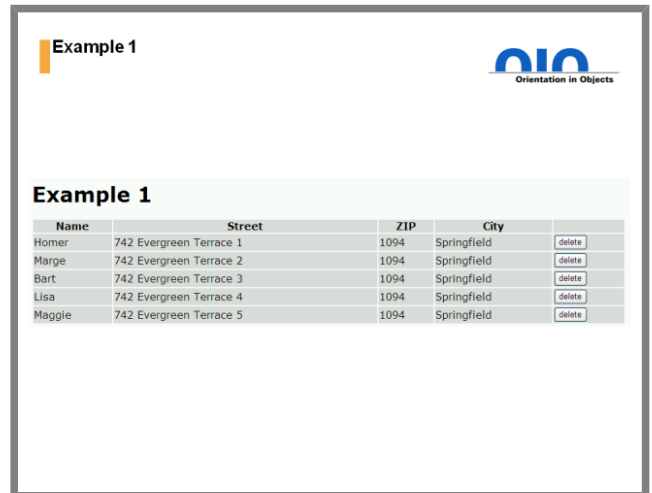 Example 1
OIO
Orientation in Objects
Example 1
Name Street ZIP City
Homer 742 Evergreen Terrace 1 1094 Springfield delete
Marge 742 Evergreen Terrace 2 1094 Springfield delete
Bart 742 Evergreen Terrace 3 1094 Springfield delete
Lisa 742 Evergreen Terrace 4 1094 Springfield delete
Maggie 742 Evergreen Terrace 5 1094 Springfield delete